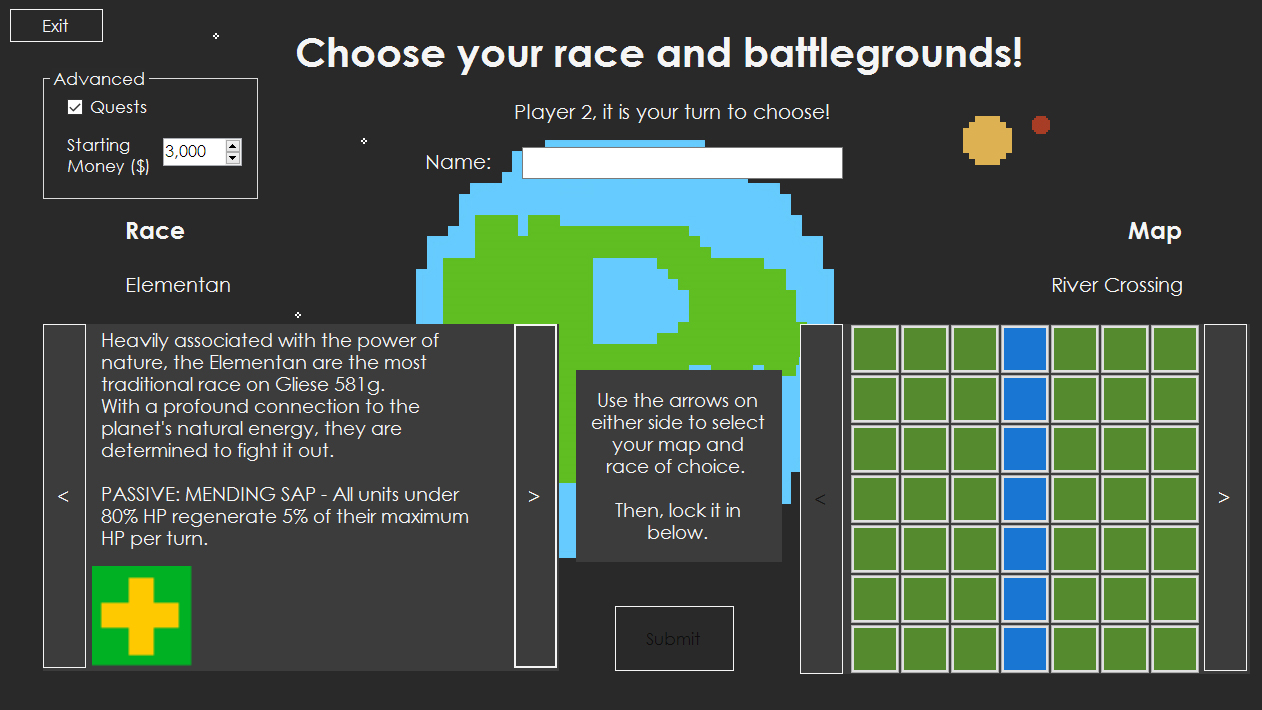 Exit
Choose your race and battlegrounds!
Advanced
Quests
Player 2, it is your turn to choose!
Starting
Money ($)
3,000
Name:
Race
Map
Elementan
River Crossing
Heavily associated with the power of
nature, the Elementan are the most
traditional race on Gliese 581g.
With a profound connection to the
planet's natural energy, they are
determined to fight it out.
PASSIVE: MENDING SAP - All units under
80% HP regenerate 5% of their maximum
HP per turn.
<
>
Use the arrows on
either side to select
your map and
race of choice.
Then, lock it in
below.
<
>
Submit